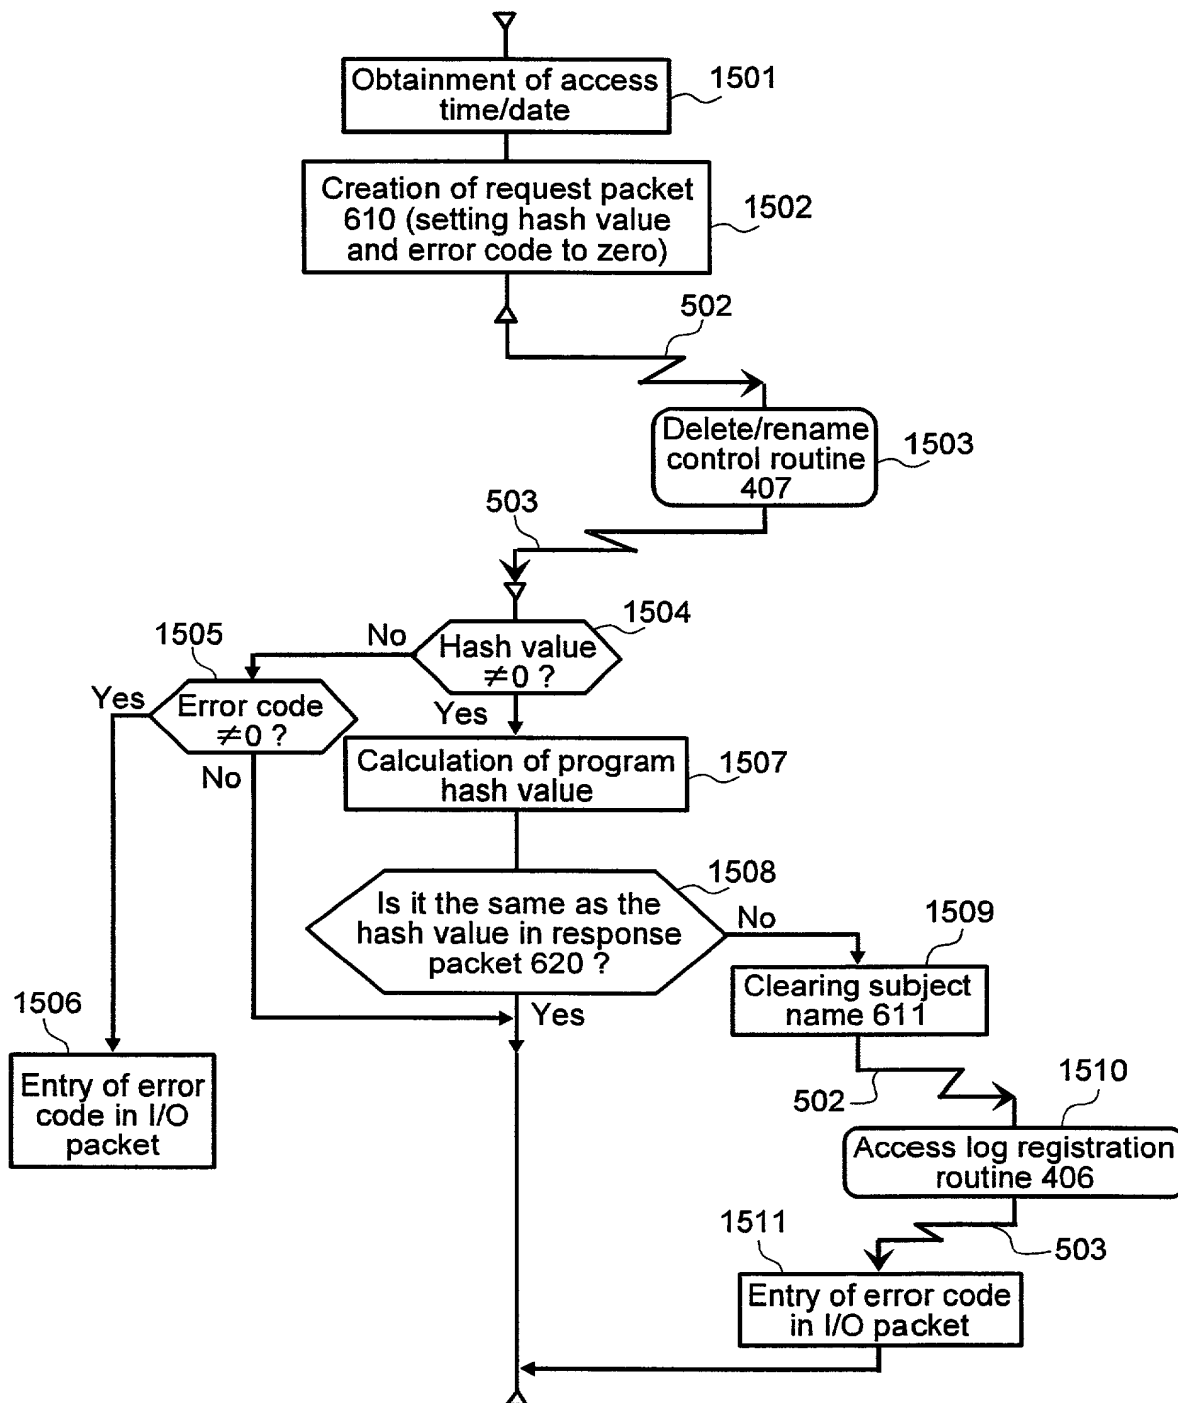 Obtainment of access
time/date
1501
Creation of request packet
610 (setting hash value
and error code to zero)
1502
502
Delete/rename
control routine
407
1503
503
1504
Hash value
≠0 ?
No
Yes
1505
Error code
≠0 ?
Yes
No
Calculation of program
hash value
1507
1508
Is it the same as the
hash value in response
packet 620 ?
No
Yes
1509
Clearing subject
name 611
1506
Entry of error
code in I/O
packet
502
1510
Access log registration
routine 406
503
1511
Entry of error code
in I/O packet